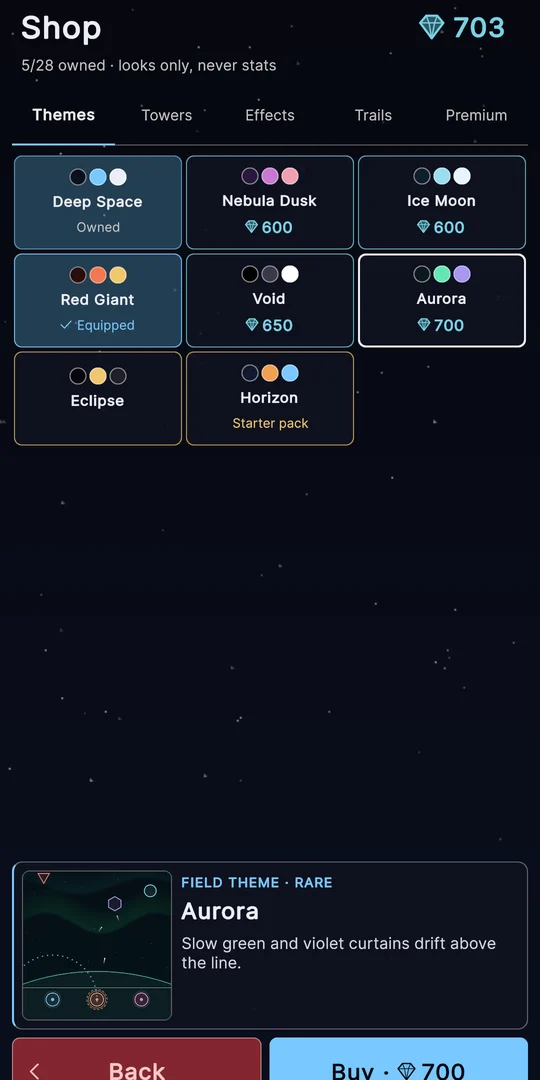 Shop
703
5/28 owned · looks only, never stats
Themes
Towers
Effects
Trails
Premium
Deep Space
Owned
Nebula Dusk
600
Ice Moon
600
Red Giant
✓ Equipped
Void
650
Aurora
700
Eclipse
Horizon
Starter pack
FIELD THEME · RARE
Aurora
Slow green and violet curtains drift above
the line.
Back
Buy · 700